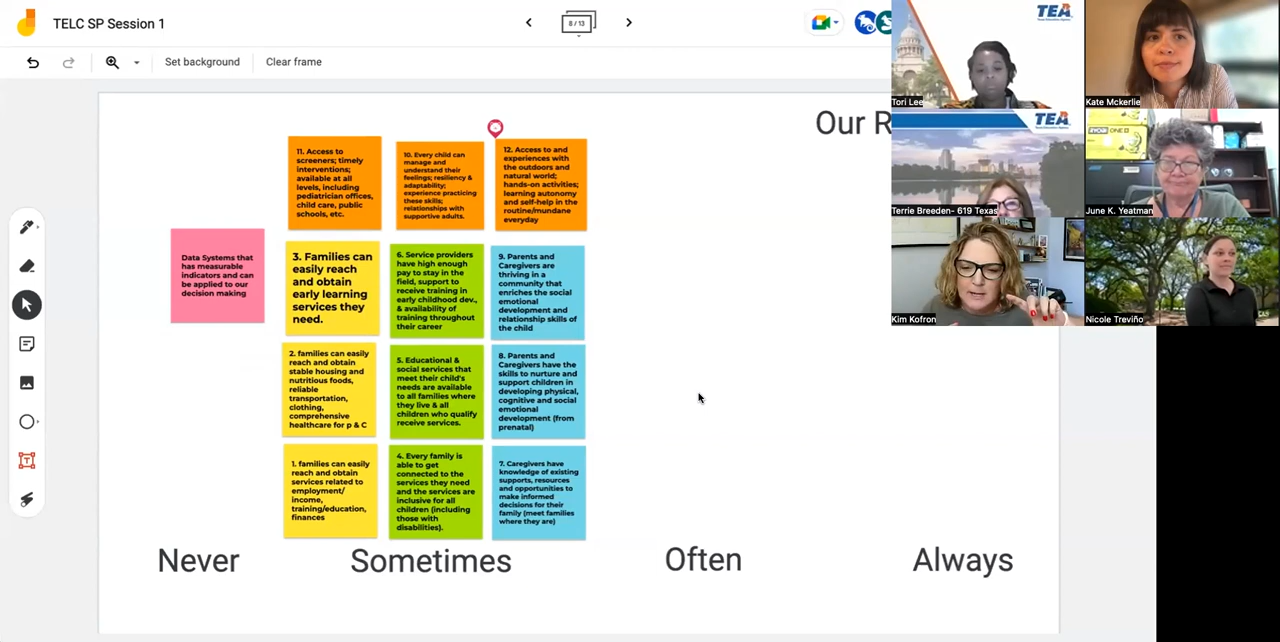 TELC SP Session 1
8 / 13
Set background
Clear frame
Our R
11. Access to
screeners; timely
interventions;
available at all
levels, including
pediatrician offices,
child care, public
schools, etc.
10. Every child can
manage and
understand their
feelings; resiliency &
adaptability;
experience practicing
these skills;
relationships with
supportive adults.
12. Access to and
experiences with
the outdoors and
natural world;
hands-on activities;
learning autonomy
and self-help in the
routine/mundane
everyday
Data Systems that
has measurable
indicators and can
be applied to our
decision making
3. Families can
easily reach
and obtain
early learning
services they
need.
6. Service providers
have high enough
pay to stay in the
field, support to
receive training in
early childhood dev.,
& availability of
training throughout
their career
9. Parents and
Caregivers are
thriving in a
community that
enriches the social
emotional
development and
relationship skills of
the child
2. families can easily
reach and obtain
stable housing and
nutritious foods,
reliable
transportation,
clothing,
comprehensive
healthcare for p & C
5. Educational &
social services that
meet their child's
needs are available
to all families where
they live & all
children who qualify
receive services.
8. Parents and
Caregivers have the
skills to nurture and
support children in
developing physical,
cognitive and social
emotional
development (from
prenatal)
1. families can easily
reach and obtain
services related to
employment/
income,
training/education,
finances
4. Every family is
able to get
connected to the
services they need
and the services are
inclusive for all
children (including
those with
disabilities).
7. Caregivers have
knowledge of existing
supports, resources
and opportunities to
make informed
decisions for their
family (meet families
where they are)
Never
Sometimes
Often
Always
TEA
Tori Lee
Kate Mckerlie
TEA
RYOBI ONE+
Terrie Breeden- 619 Texas
June K. Yeatman
Kim Kofron
Nicole Treviño